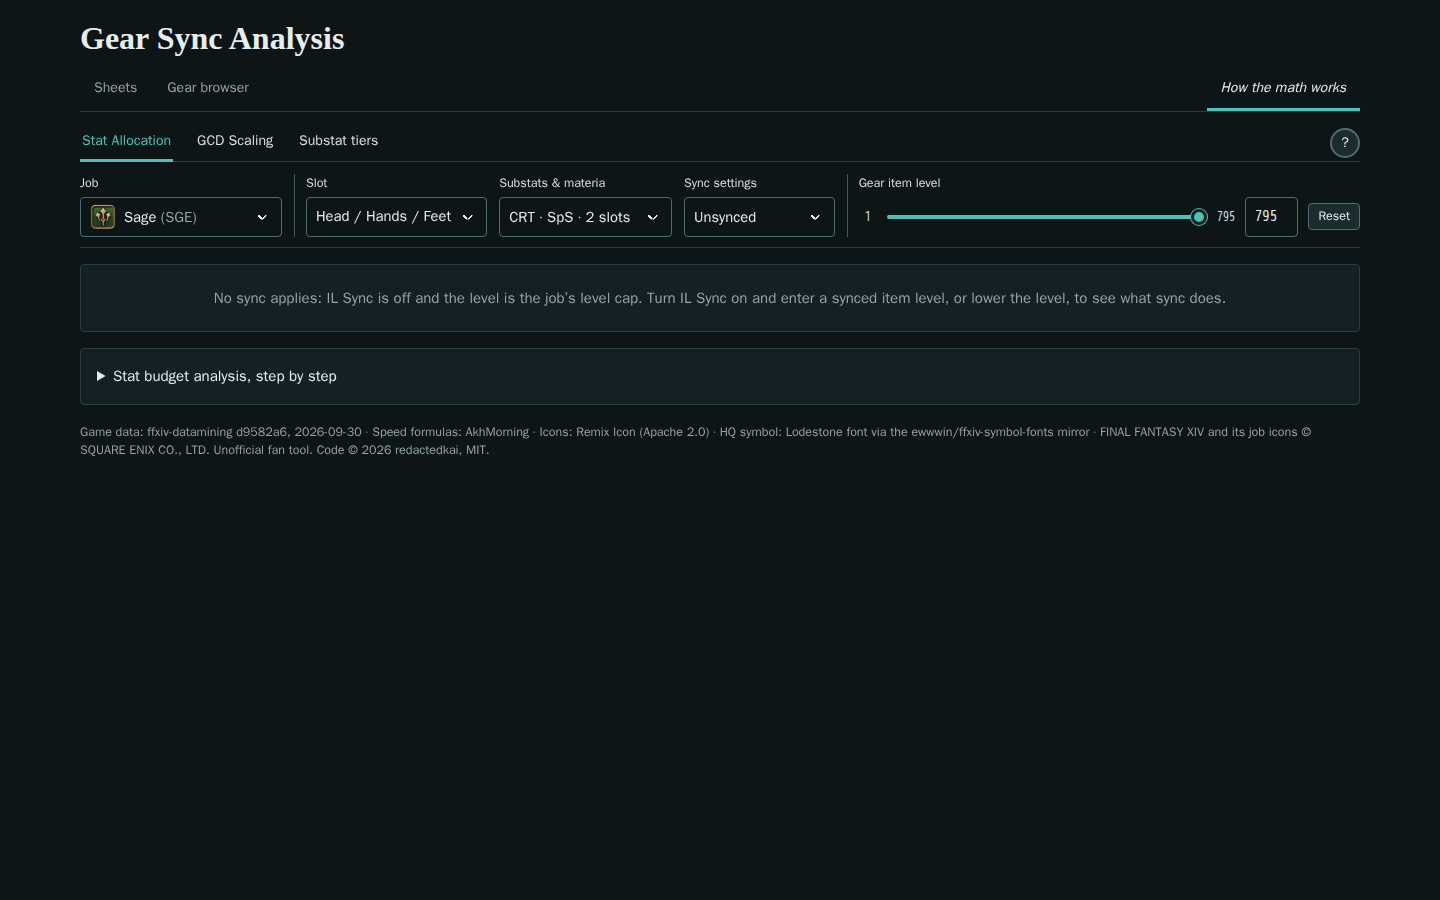 Gear Sync Analysis
Sheets Gear browser How the math works
Stat Allocation GCD Scaling Substat tiers ?
Job Slot Substats & materia Sync settings Gear item level
Sage (SGE) Head / Hands / Feet CRT · SpS · 2 slots Unsynced 1 795 795 Reset
No sync applies: IL Sync is off and the level is the job's level cap. Turn IL Sync on and enter a synced item level, or lower the level, to see what sync does.
Stat budget analysis, step by step
Game data: ffxiv-datamining d9582a6, 2026-09-30 · Speed formulas: AkhMorning · Icons: Remix Icon (Apache 2.0) · HQ symbol: Lodestone font via the ewwwin/ffxiv-symbol-fonts mirror · FINAL FANTASY XIV and its job icons ©
SQUARE ENIX CO., LTD. Unofficial fan tool. Code © 2026 redactedkai, MIT.